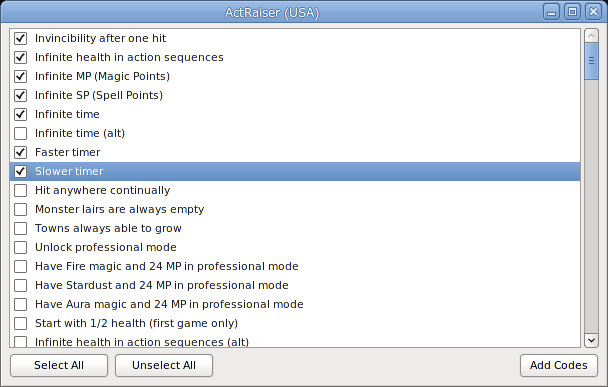 ActRaiser (USA)
Invincibility after one hit
Infinite health in action sequences
Infinite MP (Magic Points)
Infinite SP (Spell Points)
Infinite time
Infinite time (alt)
Faster timer
Slower timer
Hit anywhere continually
Monster lairs are always empty
Towns always able to grow
Unlock professional mode
Have Fire magic and 24 MP in professional mode
Have Stardust and 24 MP in professional mode
Have Aura magic and 24 MP in professional mode
Start with 1/2 health (first game only)
Infinite health in action sequences (alt)
Select All Unselect All Add Codes